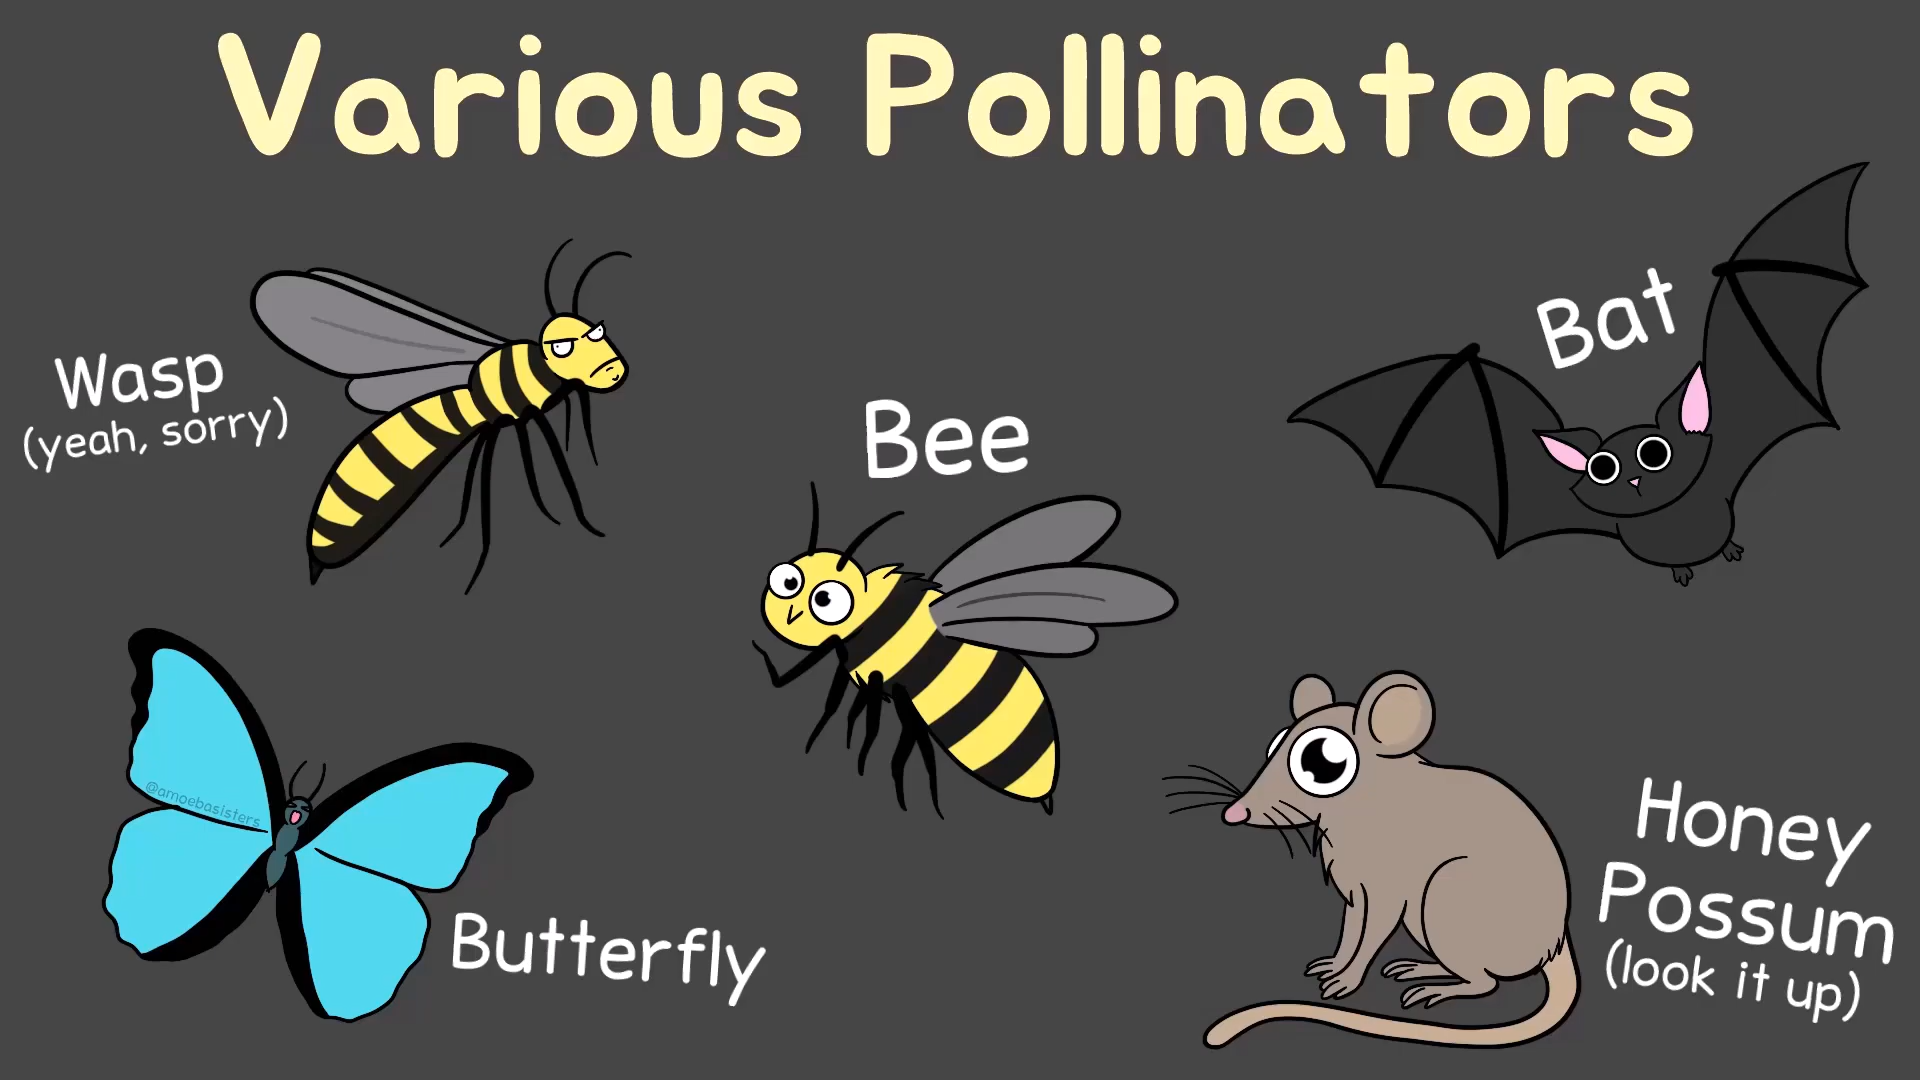 Various Pollinators
Wasp
(yeah, sorry)
Bee
Bat
@amoebasisters
Butterfly
Honey
Possum
(look it up)